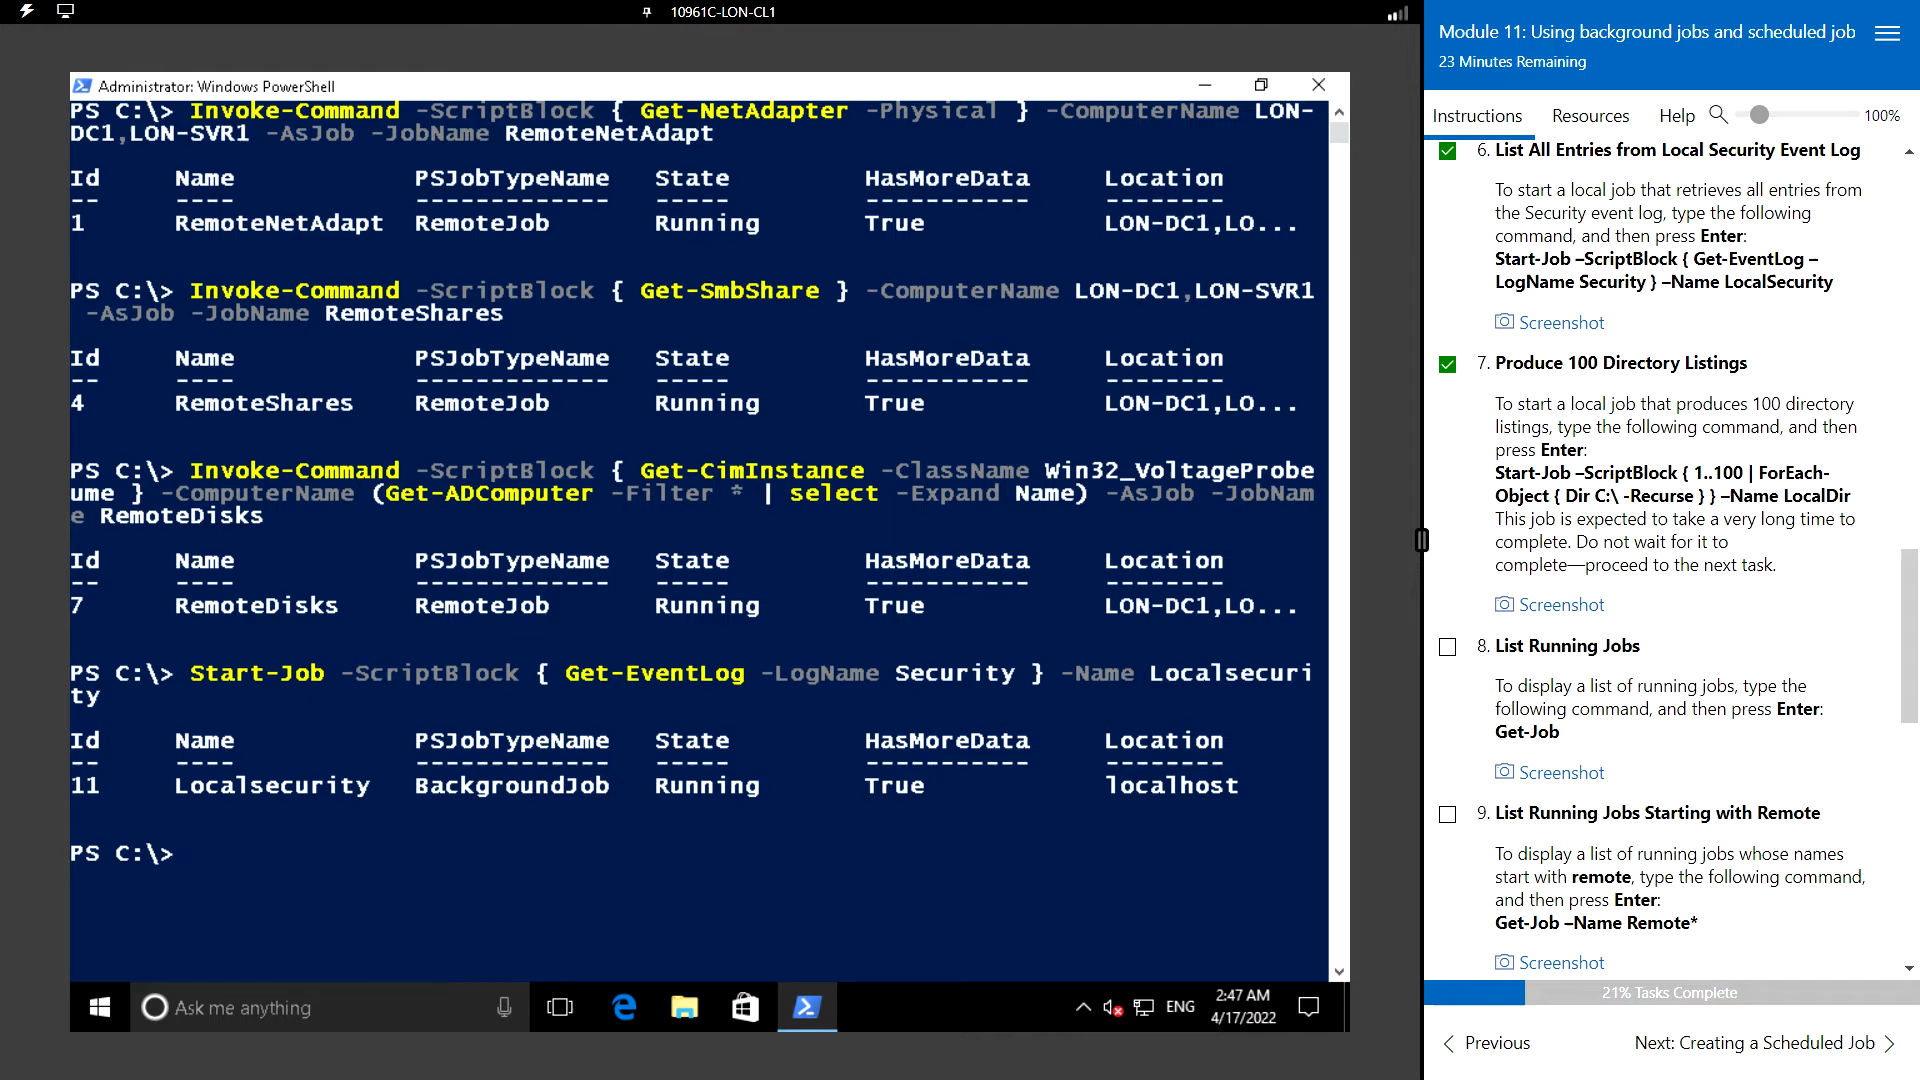 10961C-LON-CL1
Administrator: Windows PowerShell
PS C:\> Invoke-Command -ScriptBlock { Get-NetAdapter -Physical } -ComputerName LON-
DC1,LON-SVR1 -AsJob -JobName RemoteNetAdapt
Id Name PSJobTypeName State HasMoreData Location
-- ---- ------------- ----- ----------- --------
1 RemoteNetAdapt RemoteJob Running True LON-DC1,LO...
PS C:\> Invoke-Command -ScriptBlock { Get-SmbShare } -ComputerName LON-DC1,LON-SVR1
-AsJob -JobName RemoteShares
Id Name PSJobTypeName State HasMoreData Location
-- ---- ------------- ----- ----------- --------
4 RemoteShares RemoteJob Running True LON-DC1,LO...
PS C:\> Invoke-Command -ScriptBlock { Get-CimInstance -ClassName Win32_VoltageProbe
ume } -ComputerName (Get-ADComputer -Filter * | select -Expand Name) -AsJob -JobNam
e RemoteDisks
Id Name PSJobTypeName State HasMoreData Location
-- ---- ------------- ----- ----------- --------
7 RemoteDisks RemoteJob Running True LON-DC1,LO...
PS C:\> Start-Job -ScriptBlock { Get-EventLog -LogName Security } -Name Localsecuri
ty
Id Name PSJobTypeName State HasMoreData Location
-- ---- ------------- ----- ----------- --------
11 Localsecurity BackgroundJob Running True localhost
PS C:\>
Ask me anything
ENG
2:47 AM
4/17/2022
Module 11: Using background jobs and scheduled job
23 Minutes Remaining
Instructions Resources Help 100%
6. List All Entries from Local Security Event Log
To start a local job that retrieves all entries from
the Security event log, type the following
command, and then press Enter:
Start-Job –ScriptBlock { Get-EventLog –
LogName Security } –Name LocalSecurity
Screenshot
7. Produce 100 Directory Listings
To start a local job that produces 100 directory
listings, type the following command, and then
press Enter:
Start-Job –ScriptBlock { 1..100 | ForEach-
Object { Dir C:\ -Recurse } } –Name LocalDir
This job is expected to take a very long time to
complete. Do not wait for it to
complete—proceed to the next task.
Screenshot
8. List Running Jobs
To display a list of running jobs, type the
following command, and then press Enter:
Get-Job
Screenshot
9. List Running Jobs Starting with Remote
To display a list of running jobs whose names
start with remote, type the following command,
and then press Enter:
Get-Job –Name Remote*
Screenshot
21% Tasks Complete
Previous
Next: Creating a Scheduled Job